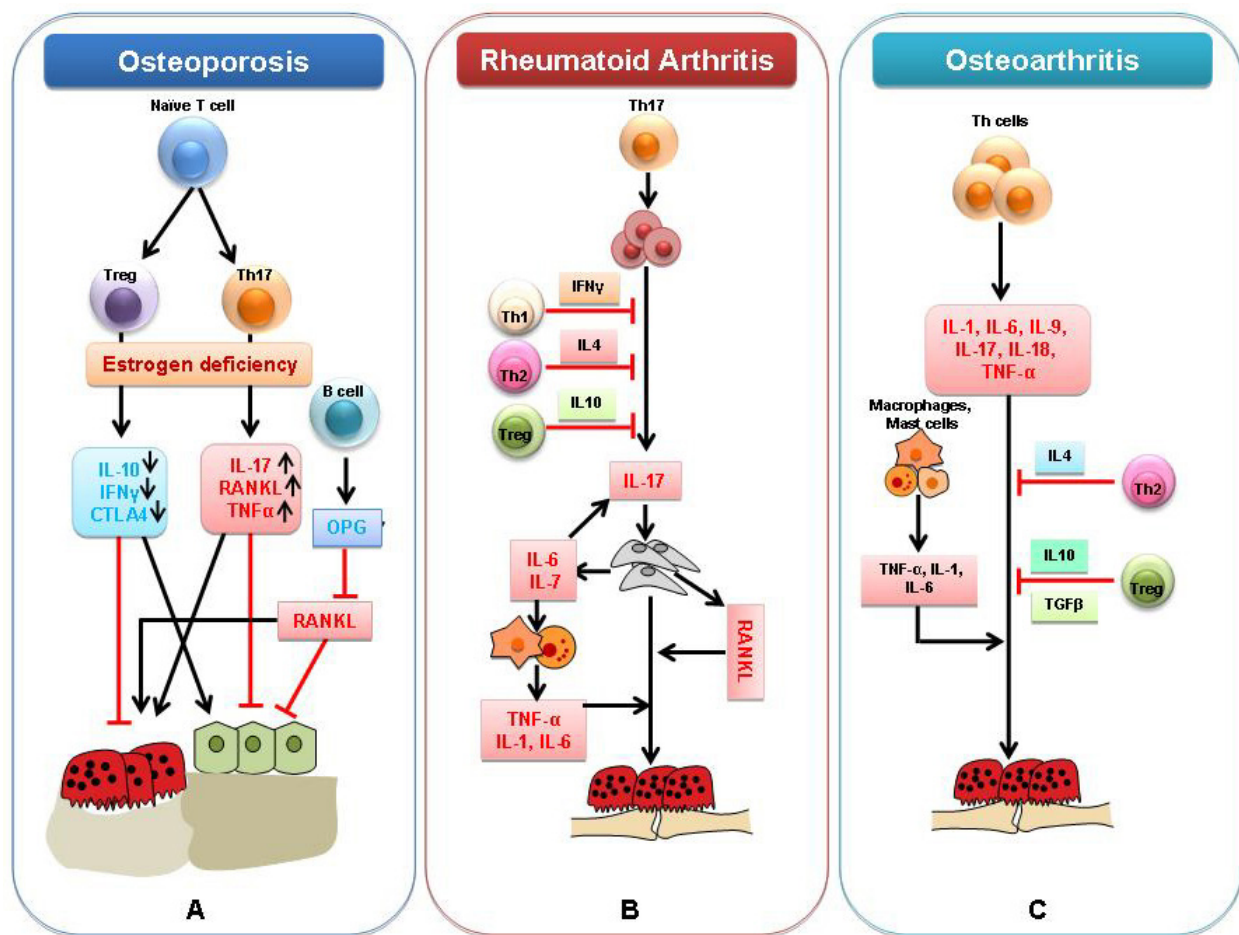 Osteoporosis
Naïve T cell
Treg
Th17
Estrogen deficiency
B cell
IL-10
IFNγ
CTLA4
IL-17
RANKL
TNFα
OPG
RANKL
A
Rheumatoid Arthritis
Th17
IFNγ
Th1
IL4
Th2
IL10
Treg
IL-17
IL-6
IL-7
RANKL
TNF-α
IL-1, IL-6
B
Osteoarthritis
Th cells
IL-1, IL-6, IL-9,
IL-17, IL-18,
TNF-α
Macrophages,
Mast cells
IL4
Th2
TNF-α, IL-1,
IL-6
IL10
Treg
TGFβ
C